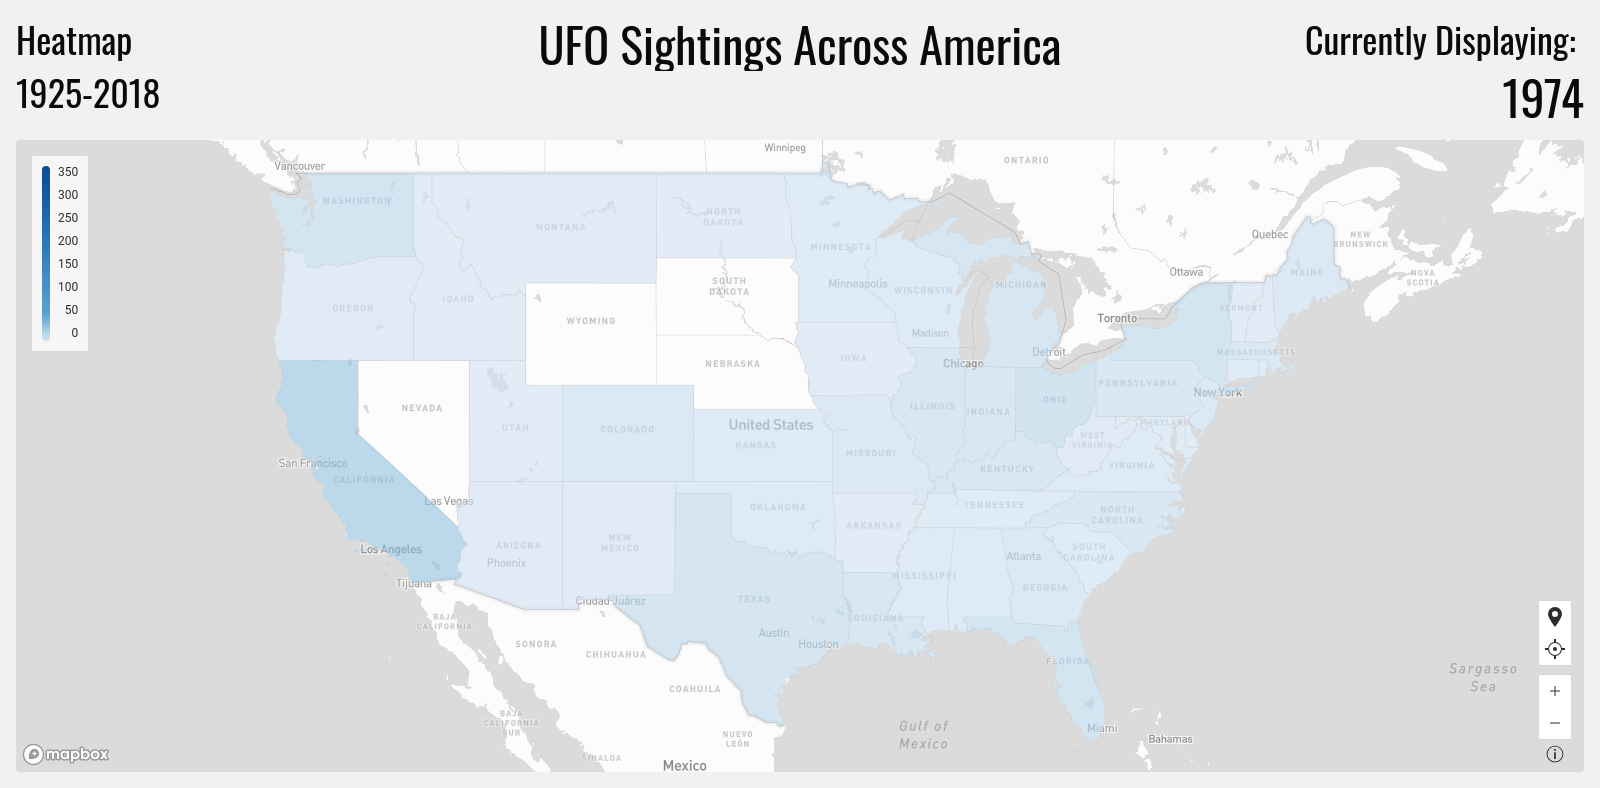 Heatmap
1925-2018
UFO Sightings Across America
Currently Displaying:
1974
350
300
250
200
150
100
50
0
Vancouver
Winnipeg
ONTARIO
WASHINGTON
MONTANA
NORTH
DAKOTA
MINNESOTA
Quebec
NEW
BRUNSWICK
Ottawa
MAINE
NOVA
SCOTIA
OREGON
IDAHO
SOUTH
DAKOTA
Minneapolis
WISCONSIN
MICHIGAN
VERMONT
WYOMING
Toronto
Madison
Detroit
MASSACHUSETTS
NEBRASKA
IOWA
Chicago
PENNSYLVANIA
New York
NEVADA
UTAH
COLORADO
United States
KANSAS
ILLINOIS
INDIANA
OHIO
MARYLAND
WEST
VIRGINIA
VIRGINIA
San Francisco
CALIFORNIA
MISSOURI
KENTUCKY
Las Vegas
OKLAHOMA
TENNESSEE
NORTH
CAROLINA
ARKANSAS
Los Angeles
ARIZONA
Phoenix
NEW
MEXICO
Atlanta
SOUTH
CAROLINA
Tijuana
MISSISSIPPI
GEORGIA
Ciudad Juárez
TEXAS
BAJA
CALIFORNIA
LOUISIANA
Austin
Houston
SONORA
CHIHUAHUA
FLORIDA
Sargasso
Sea
COAHUILA
BAJA
CALIFORNIA
SUR
Gulf of
Mexico
Miami
Bahamas
NUEVO
LEÓN
SINALOA
Mexico
mapbox
+
−